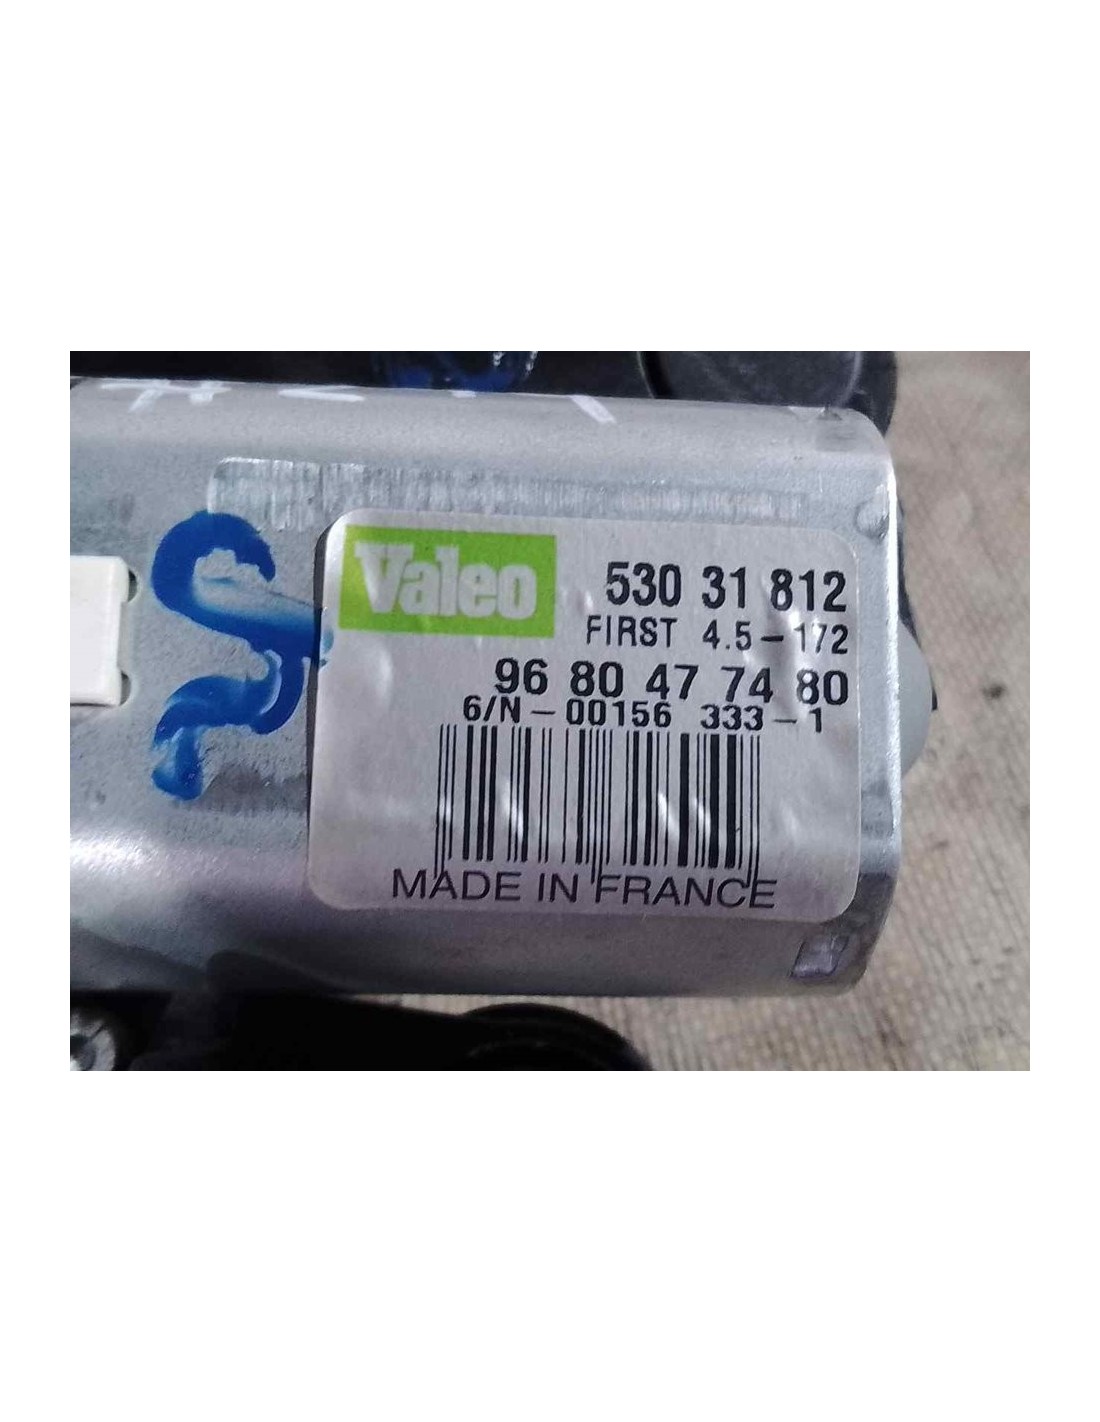 Valeo
530 31 812
FIRST 4.5-172
96 80 47 74 80
6/N-00156 333-1
MADE IN FRANCE